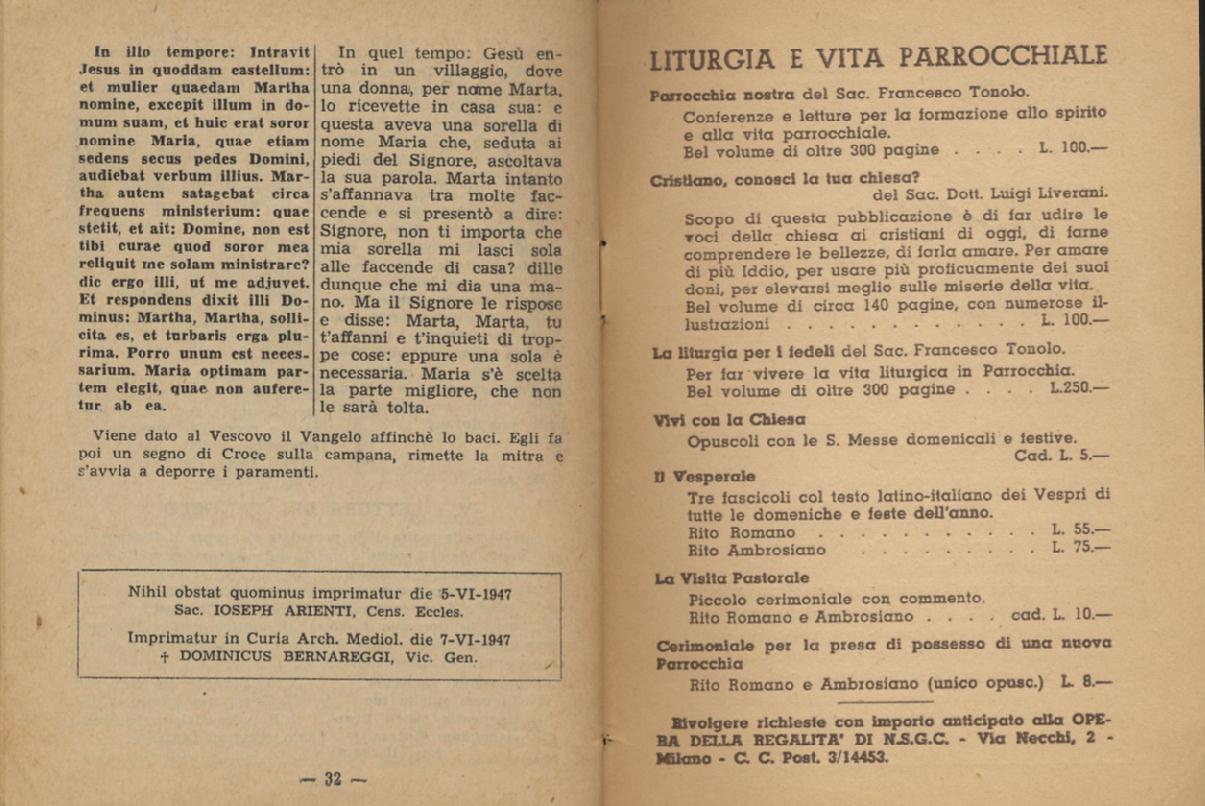 In illo tempore: Intravit
Jesus in quoddam castellum:
et mulier quaedam Martha
nomine, excepit illum in do-
mum suam, et huic erat soror
nomine Maria, quae etiam
sedens secus pedes Domini,
audiebat verbum illius. Mar-
tha autem satagebat circa
frequens ministerium: quae
stetit, et ait: Domine, non est
tibi curae quod soror mea
reliquit me solam ministrare?
dic ergo illi, ut me adjuvet.
Et respondens dixit illi Do-
minus: Martha, Martha, solli-
cita es, et turbaris erga plu-
rima. Porro unum est neces-
sarium. Maria optimam par-
tem elegit, quae non aufere-
tur ab ea.
In quel tempo: Gesù en-
trò in un villaggio, dove
una donna, per nome Marta,
lo ricevette in casa sua: e
questa aveva una sorella di
nome Maria che, seduta ai
piedi del Signore, ascoltava
la sua parola. Marta intanto
s'affannava tra molte fac-
cende e si presentò a dire:
Signore, non ti importa che
mia sorella mi lasci sola
alle faccende di casa? dille
dunque che mi dia una ma-
no. Ma il Signore le rispose
e disse: Marta, Marta, tu
t'affanni e t'inquieti di trop-
pe cose: eppure una sola è
necessaria. Maria s'è scelta
la parte migliore, che non
le sarà tolta.
Viene dato al Vescovo il Vangelo affinchè lo baci. Egli fa
poi un segno di Croce sulla campana, rimette la mitra e
s'avvia a deporre i paramenti.
Nihil obstat quominus imprimatur die 5-VI-1947
Sac. IOSEPH ARIENTI, Cens. Eccles.
Imprimatur in Curia Arch. Mediol. die 7-VI-1947
† DOMINICUS BERNAREGGI, Vic. Gen.
— 32 —
LITURGIA E VITA PARROCCHIALE
Parrocchia nostra del Sac. Francesco Tonolo.
Conferenze e letture per la formazione allo spirito
e alla vita parrocchiale.
Bel volume di oltre 300 pagine . . . . L. 100.—
Cristiano, conosci la tua chiesa?
del Sac. Dott. Luigi Liverani.
Scopo di questa pubblicazione è di far udire le
voci della chiesa ai cristiani di oggi, di farne
comprendere le bellezze, di farla amare. Per amare
di più Iddio, per usare più proficuamente dei suoi
doni, per elevarsi meglio sulle miserie della vita.
Bel volume di circa 140 pagine, con numerose il-
lustrazioni . . . . . . . . . . . . . L. 100.—
La liturgia per i fedeli del Sac. Francesco Tonolo.
Per far vivere la vita liturgica in Parrocchia.
Bel volume di oltre 300 pagine . . . . L.250.—
Vivi con la Chiesa
Opuscoli con le S. Messe domenicali e festive.
Cad. L. 5.—
Il Vesperale
Tre fascicoli col testo latino-italiano dei Vespri di
tutte le domeniche e feste dell'anno.
Rito Romano . . . . . . . . . . . L. 55.—
Rito Ambrosiano . . . . . . . . . L. 75.—
La Visita Pastorale
Piccolo cerimoniale con commento.
Rito Romano e Ambrosiano . . . . cad. L. 10.—
Cerimoniale per la presa di possesso di una nuova
Parrocchia
Rito Romano e Ambrosiano (unico opusc.) L. 8.—
Rivolgere richieste con importo anticipato alla OPE-
RA DELLA REGALITA' DI N.S.G.C. - Via Necchi, 2 -
Milano - C. C. Post. 3/14453.